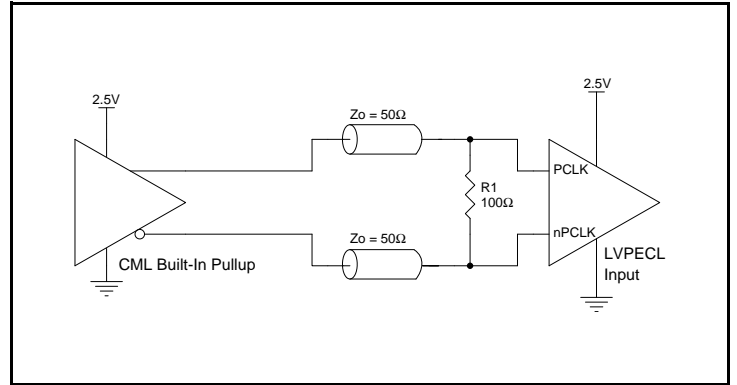 2.5V
2.5V
Zo = 50Ω
PCLK
R1
100Ω
nPCLK
Zo = 50Ω
LVPECL
Input
CML Built-In Pullup